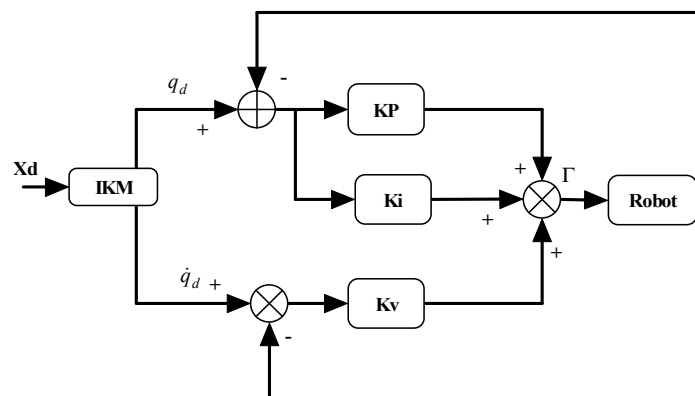 -
q_d
+
KP
Xd
IKM
+
Γ
Robot
Ki
+
q̇_d
+
+
Kv
-